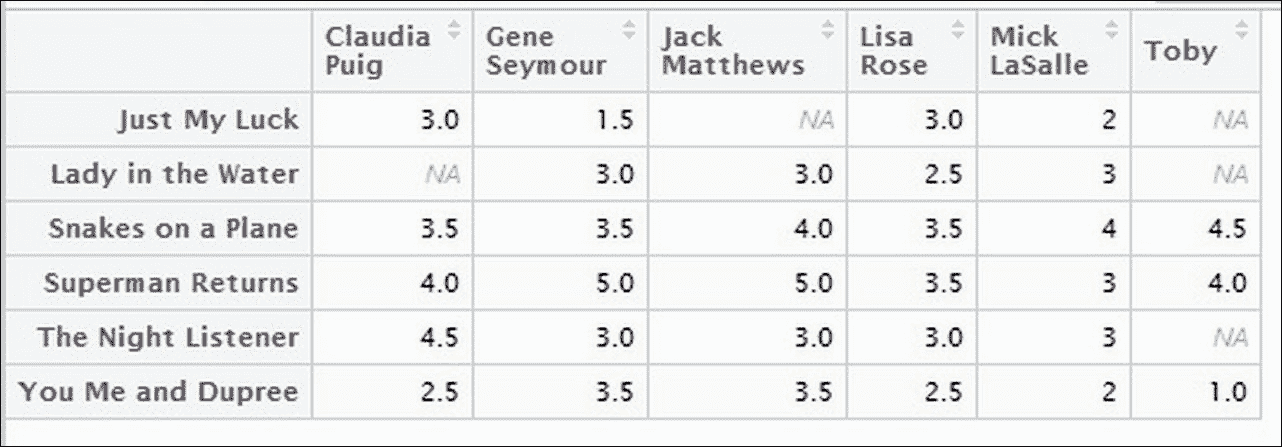 Claudia Puig Gene Seymour Jack Matthews Lisa Rose Mick LaSalle Toby
Just My Luck 3.0 1.5 NA 3.0 2 NA
Lady in the Water NA 3.0 3.0 2.5 3 NA
Snakes on a Plane 3.5 3.5 4.0 3.5 4 4.5
Superman Returns 4.0 5.0 5.0 3.5 3 4.0
The Night Listener 4.5 3.0 3.0 3.0 3 NA
You Me and Dupree 2.5 3.5 3.5 2.5 2 1.0